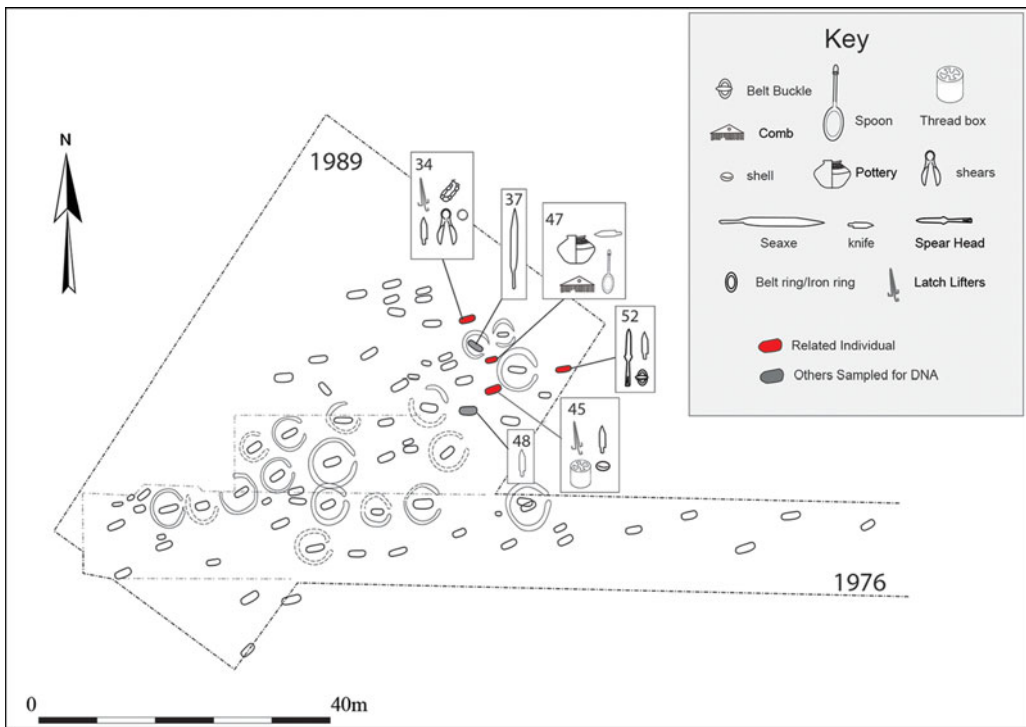 N
1989
34
37
47
52
45
48
1976
0 40m
Key
Belt Buckle
Spoon
Thread box
Comb
shell
Pottery
shears
Seaxe
knife
Spear Head
Belt ring/Iron ring
Latch Lifters
Related Individual
Others Sampled for DNA